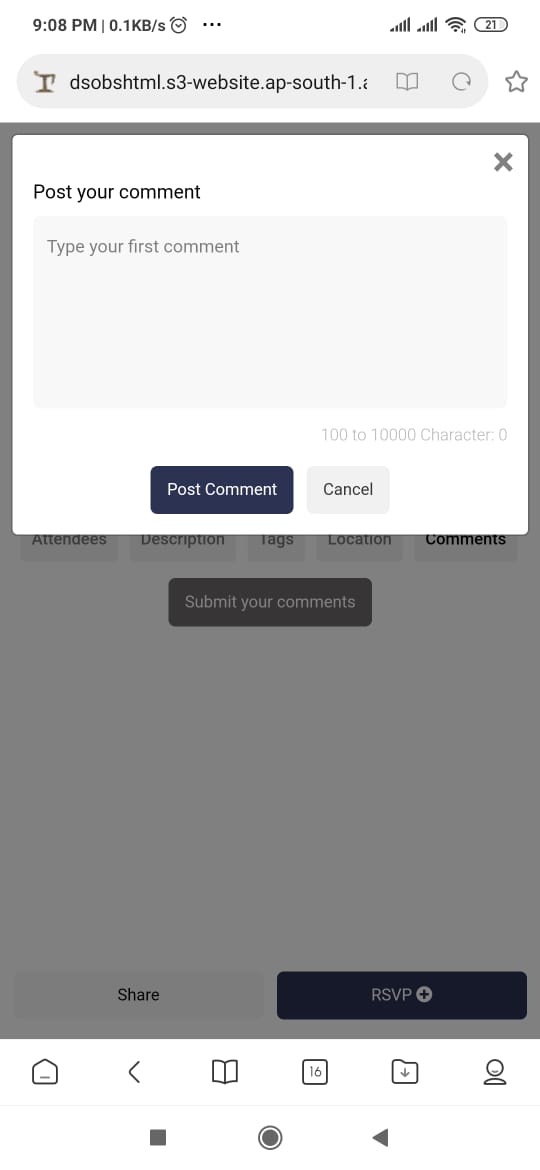 9:08 PM | 0.1KB/s
21
dsobshtml.s3-website.ap-south-1.a
Post your comment
Type your first comment
100 to 10000 Character: 0
Post Comment Cancel
Attendees Description Tags Location Comments
Submit your comments
Share RSVP
16